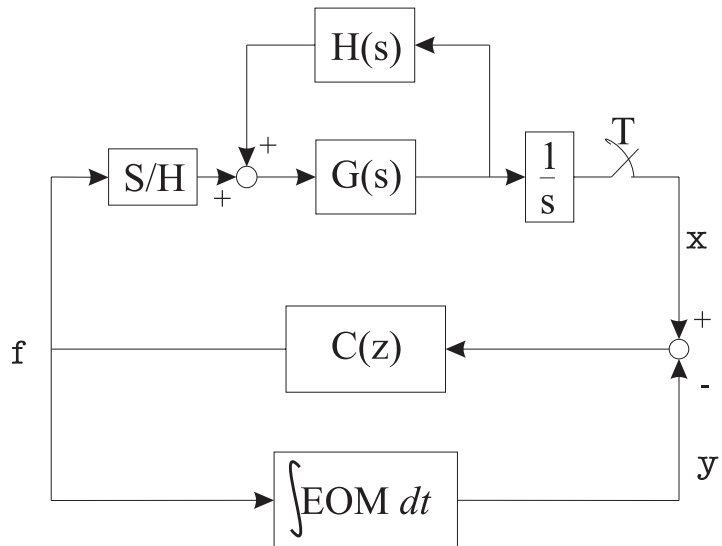 H(s)
T
+
S/H
G(s)
1
s
+
x
+
C(z)
f
-
y
∫EOM dt